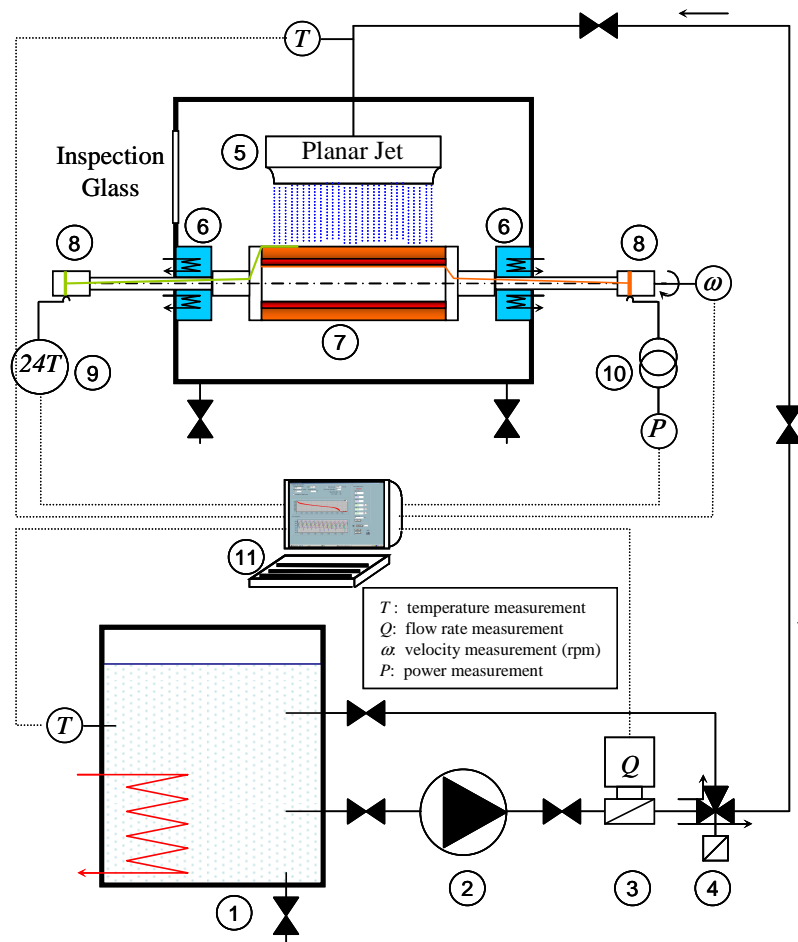 T
Inspection
Glass
5
Planar Jet
6
6
8
8
ω
7
24T
9
10
P
11
T : temperature measurement
Q: flow rate measurement
ω: velocity measurement (rpm)
P: power measurement
T
Q
1
2
3
4